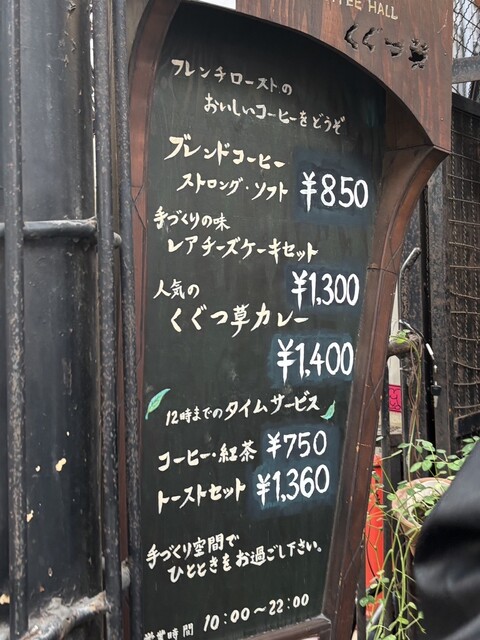 HALL
くぐつ草
フレンチローストの
おいしいコーヒーをどうぞ
ブレンドコーヒー
ストロング・ソフト ¥850
手づくりの味
レアチーズケーキセット
¥1,300
人気の
くぐつ草カレー
¥1,400
12時までのタイムサービス
コーヒー・紅茶 ¥750
トーストセット ¥1,360
手づくり空間で
ひとときをお過ごし下さい。
営業時間 10:00〜22:00